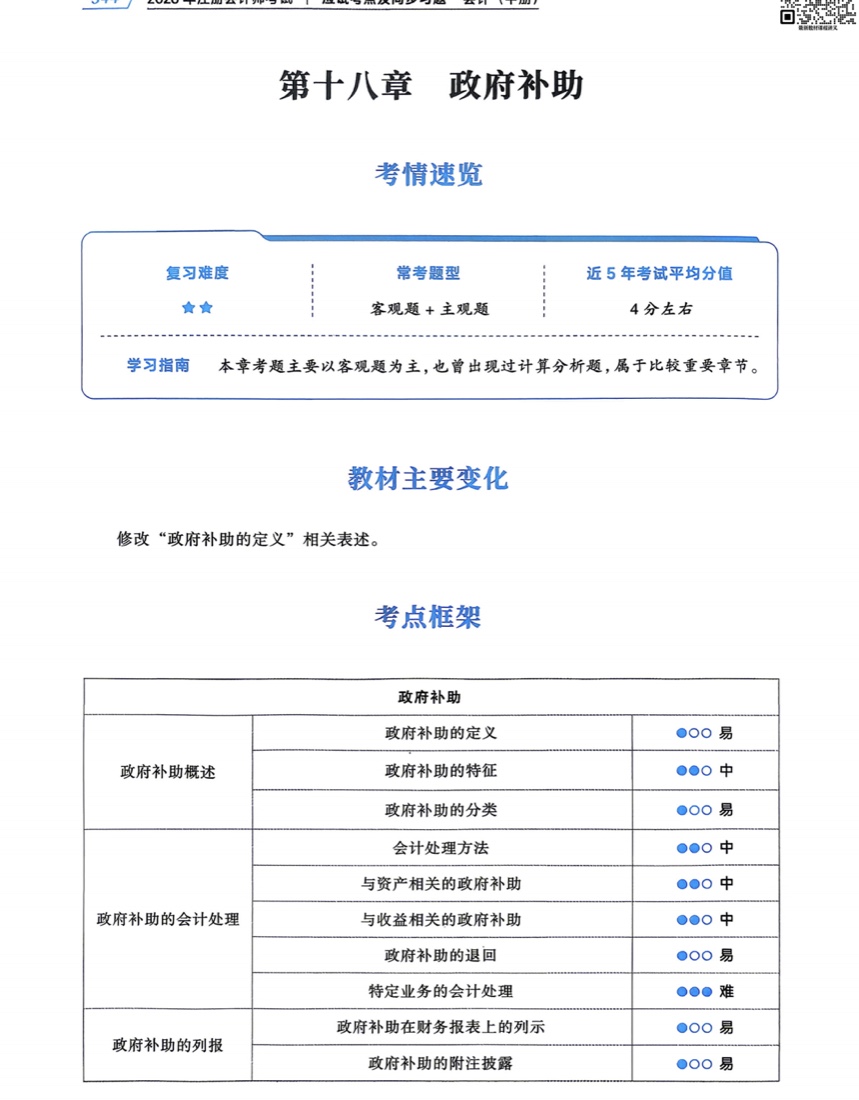 第十八章 政府补助
考情速览
复习难度 常考题型 近 5 年考试平均分值
★★ 客观题 + 主观题 4 分左右
学习指南 本章考题主要以客观题为主，也曾出现过计算分析题，属于比较重要章节。
教材主要变化
修改“政府补助的定义”相关表述。
考点框架
政府补助
政府补助概述
政府补助的定义 ●○○ 易
政府补助的特征 ●●○ 中
政府补助的分类 ●○○ 易
政府补助的会计处理
会计处理方法 ●●○ 中
与资产相关的政府补助 ●●○ 中
与收益相关的政府补助 ●●○ 中
政府补助的退回 ●○○ 易
特定业务的会计处理 ●●● 难
政府补助的列报
政府补助在财务报表上的列示 ●○○ 易
政府补助的附注披露 ●○○ 易